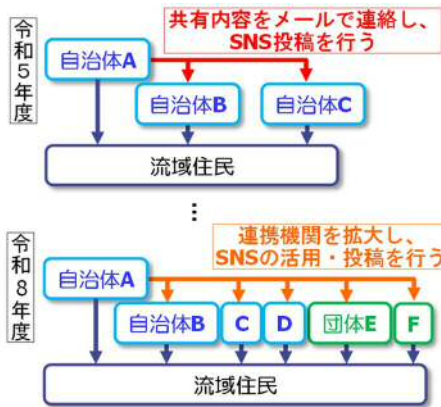 令和5年度
共有内容をメールで連絡し、
SNS投稿を行う
自治体A
自治体B
自治体C
流域住民
⋮
令和8年度
連携機関を拡大し、
SNSの活用・投稿を行う
自治体A
自治体B
C
D
団体E
F
流域住民